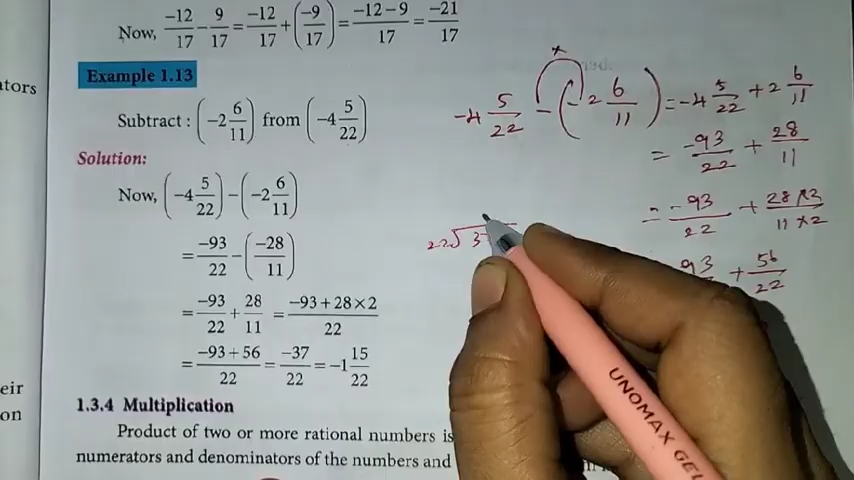 Now, -12/17 - 9/17 = -12/17 + (-9/17) = (-12-9)/17 = -21/17
ators
Example 1.13
Subtract : (-2 6/11) from (-4 5/22)
Solution:
Now, (-4 5/22) - (-2 6/11)
= -93/22 - (-28/11)
= -93/22 + 28/11 = (-93+28×2)/22
= (-93+56)/22 = -37/22 = -1 15/22
1.3.4 Multiplication
Product of two or more rational numbers is
numerators and denominators of the numbers and
eir
on
-4 5/22 - (-2 6/11) = -4 5/22 + 2 6/11
= -93/22 + 28/11
= -93/22 + 28×2/11×2
93 + 56/22
22 3
UNOMAX GEL